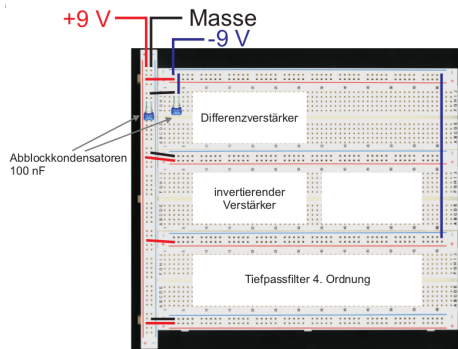 +9 V
Masse
-9 V
Differenzverstärker
Abblockkondensatoren
100 nF
invertierender
Verstärker
Tiefpassfilter 4. Ordnung